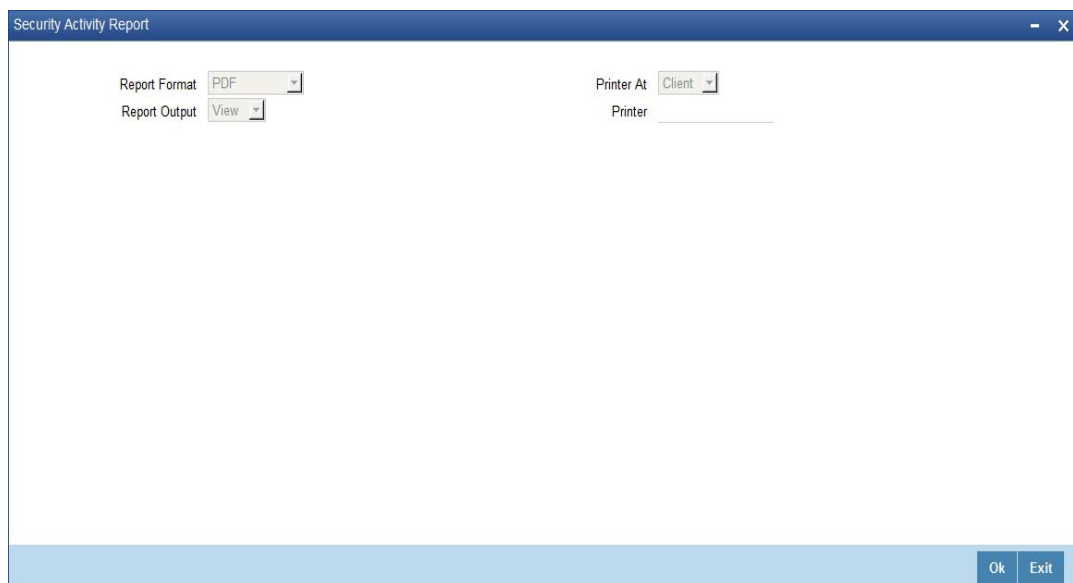 Security Activity Report
Report Format PDF
Printer At Client
Report Output View
Printer
Ok Exit